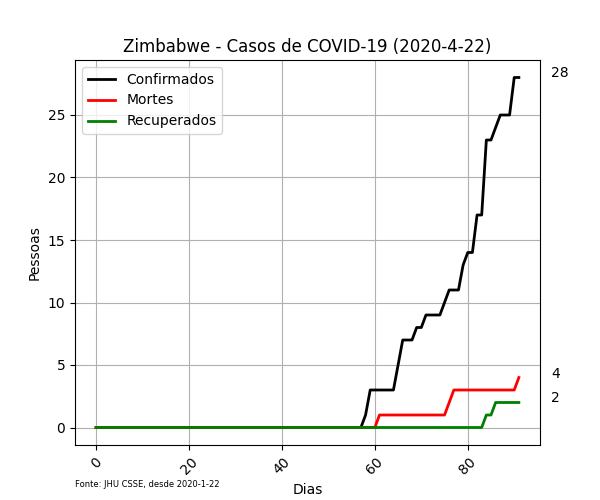 Zimbabwe - Casos de COVID-19 (2020-4-22)
Confirmados
Mortes
Recuperados
28
4
2
Pessoas
25
20
15
10
5
0
0
20
40
60
80
Dias
Fonte: JHU CSSE, desde 2020-1-22